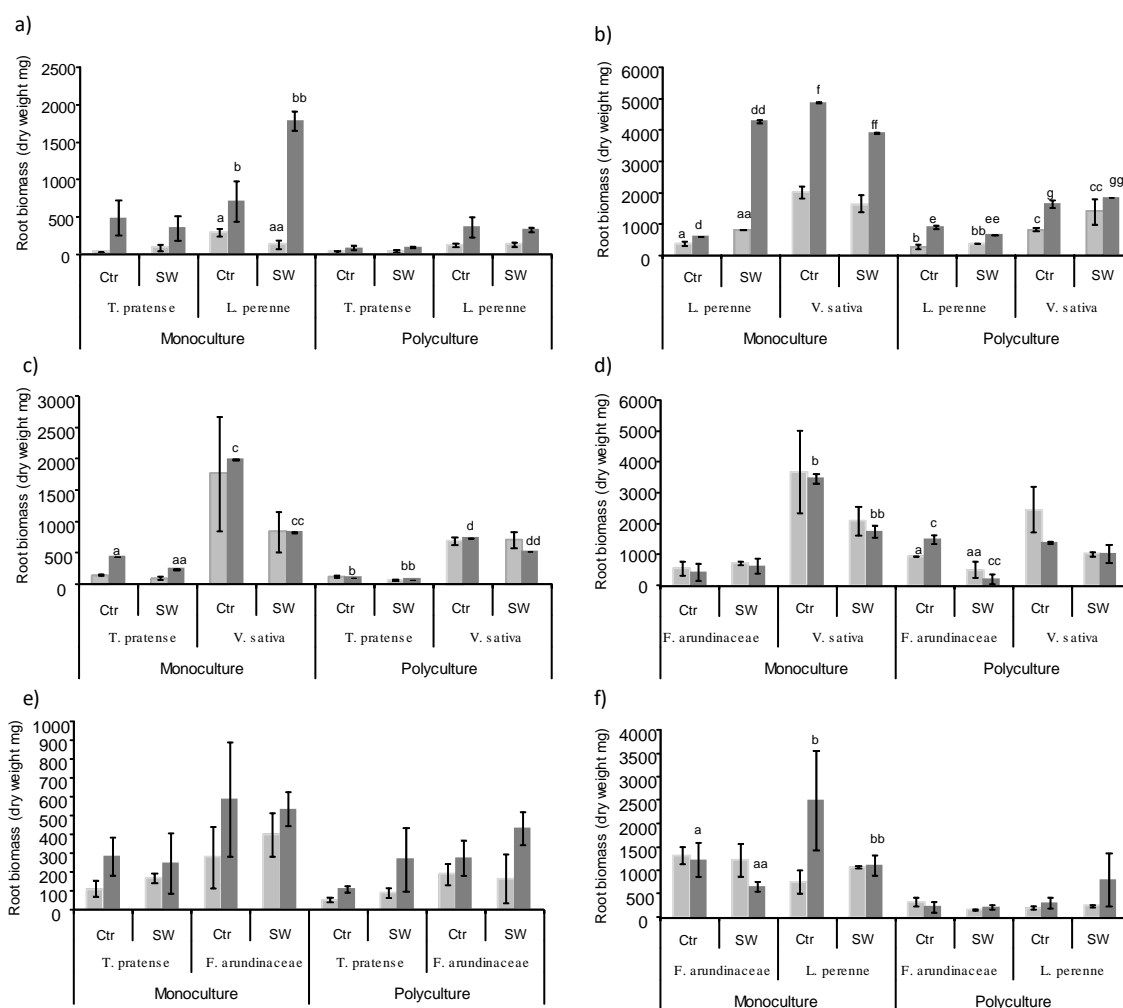 a)
Root biomass (dry weight mg)
2500
2000
1500
1000
500
0
a
b
aa
bb
Ctr SW Ctr SW Ctr SW Ctr SW
T. pratense L. perenne T. pratense L. perenne
Monoculture Polyculture
b)
Root biomass (dry weight mg)
6000
5000
4000
3000
2000
1000
0
a
d
aa
dd
f
ff
b
e
bb
ee
c
g
cc
gg
Ctr SW Ctr SW Ctr SW Ctr SW
L. perenne V. sativa L. perenne V. sativa
Monoculture Polyculture
c)
Root biomass (dry weight mg)
3000
2500
2000
1500
1000
500
0
a
aa
c
cc
b
bb
d
dd
Ctr SW Ctr SW Ctr SW Ctr SW
T. pratense V. sativa T. pratense V. sativa
Monoculture Polyculture
d)
Root biomass (dry weight mg)
6000
5000
4000
3000
2000
1000
0
b
bb
a
c
aa
cc
Ctr SW Ctr SW Ctr SW Ctr SW
F. arundinaceae V. sativa F. arundinaceae V. sativa
Monoculture Polyculture
e)
Root biomass (dry weight mg)
1000
900
800
700
600
500
400
300
200
100
0
Ctr SW Ctr SW Ctr SW Ctr SW
T. pratense F. arundinaceae T. pratense F. arundinaceae
Monoculture Polyculture
f)
Root biomass (dry weight mg)
4000
3500
3000
2500
2000
1500
1000
500
0
a
aa
b
bb
Ctr SW Ctr SW Ctr SW Ctr SW
F. arundinaceae L. perenne F. arundinaceae L. perenne
Monoculture Polyculture